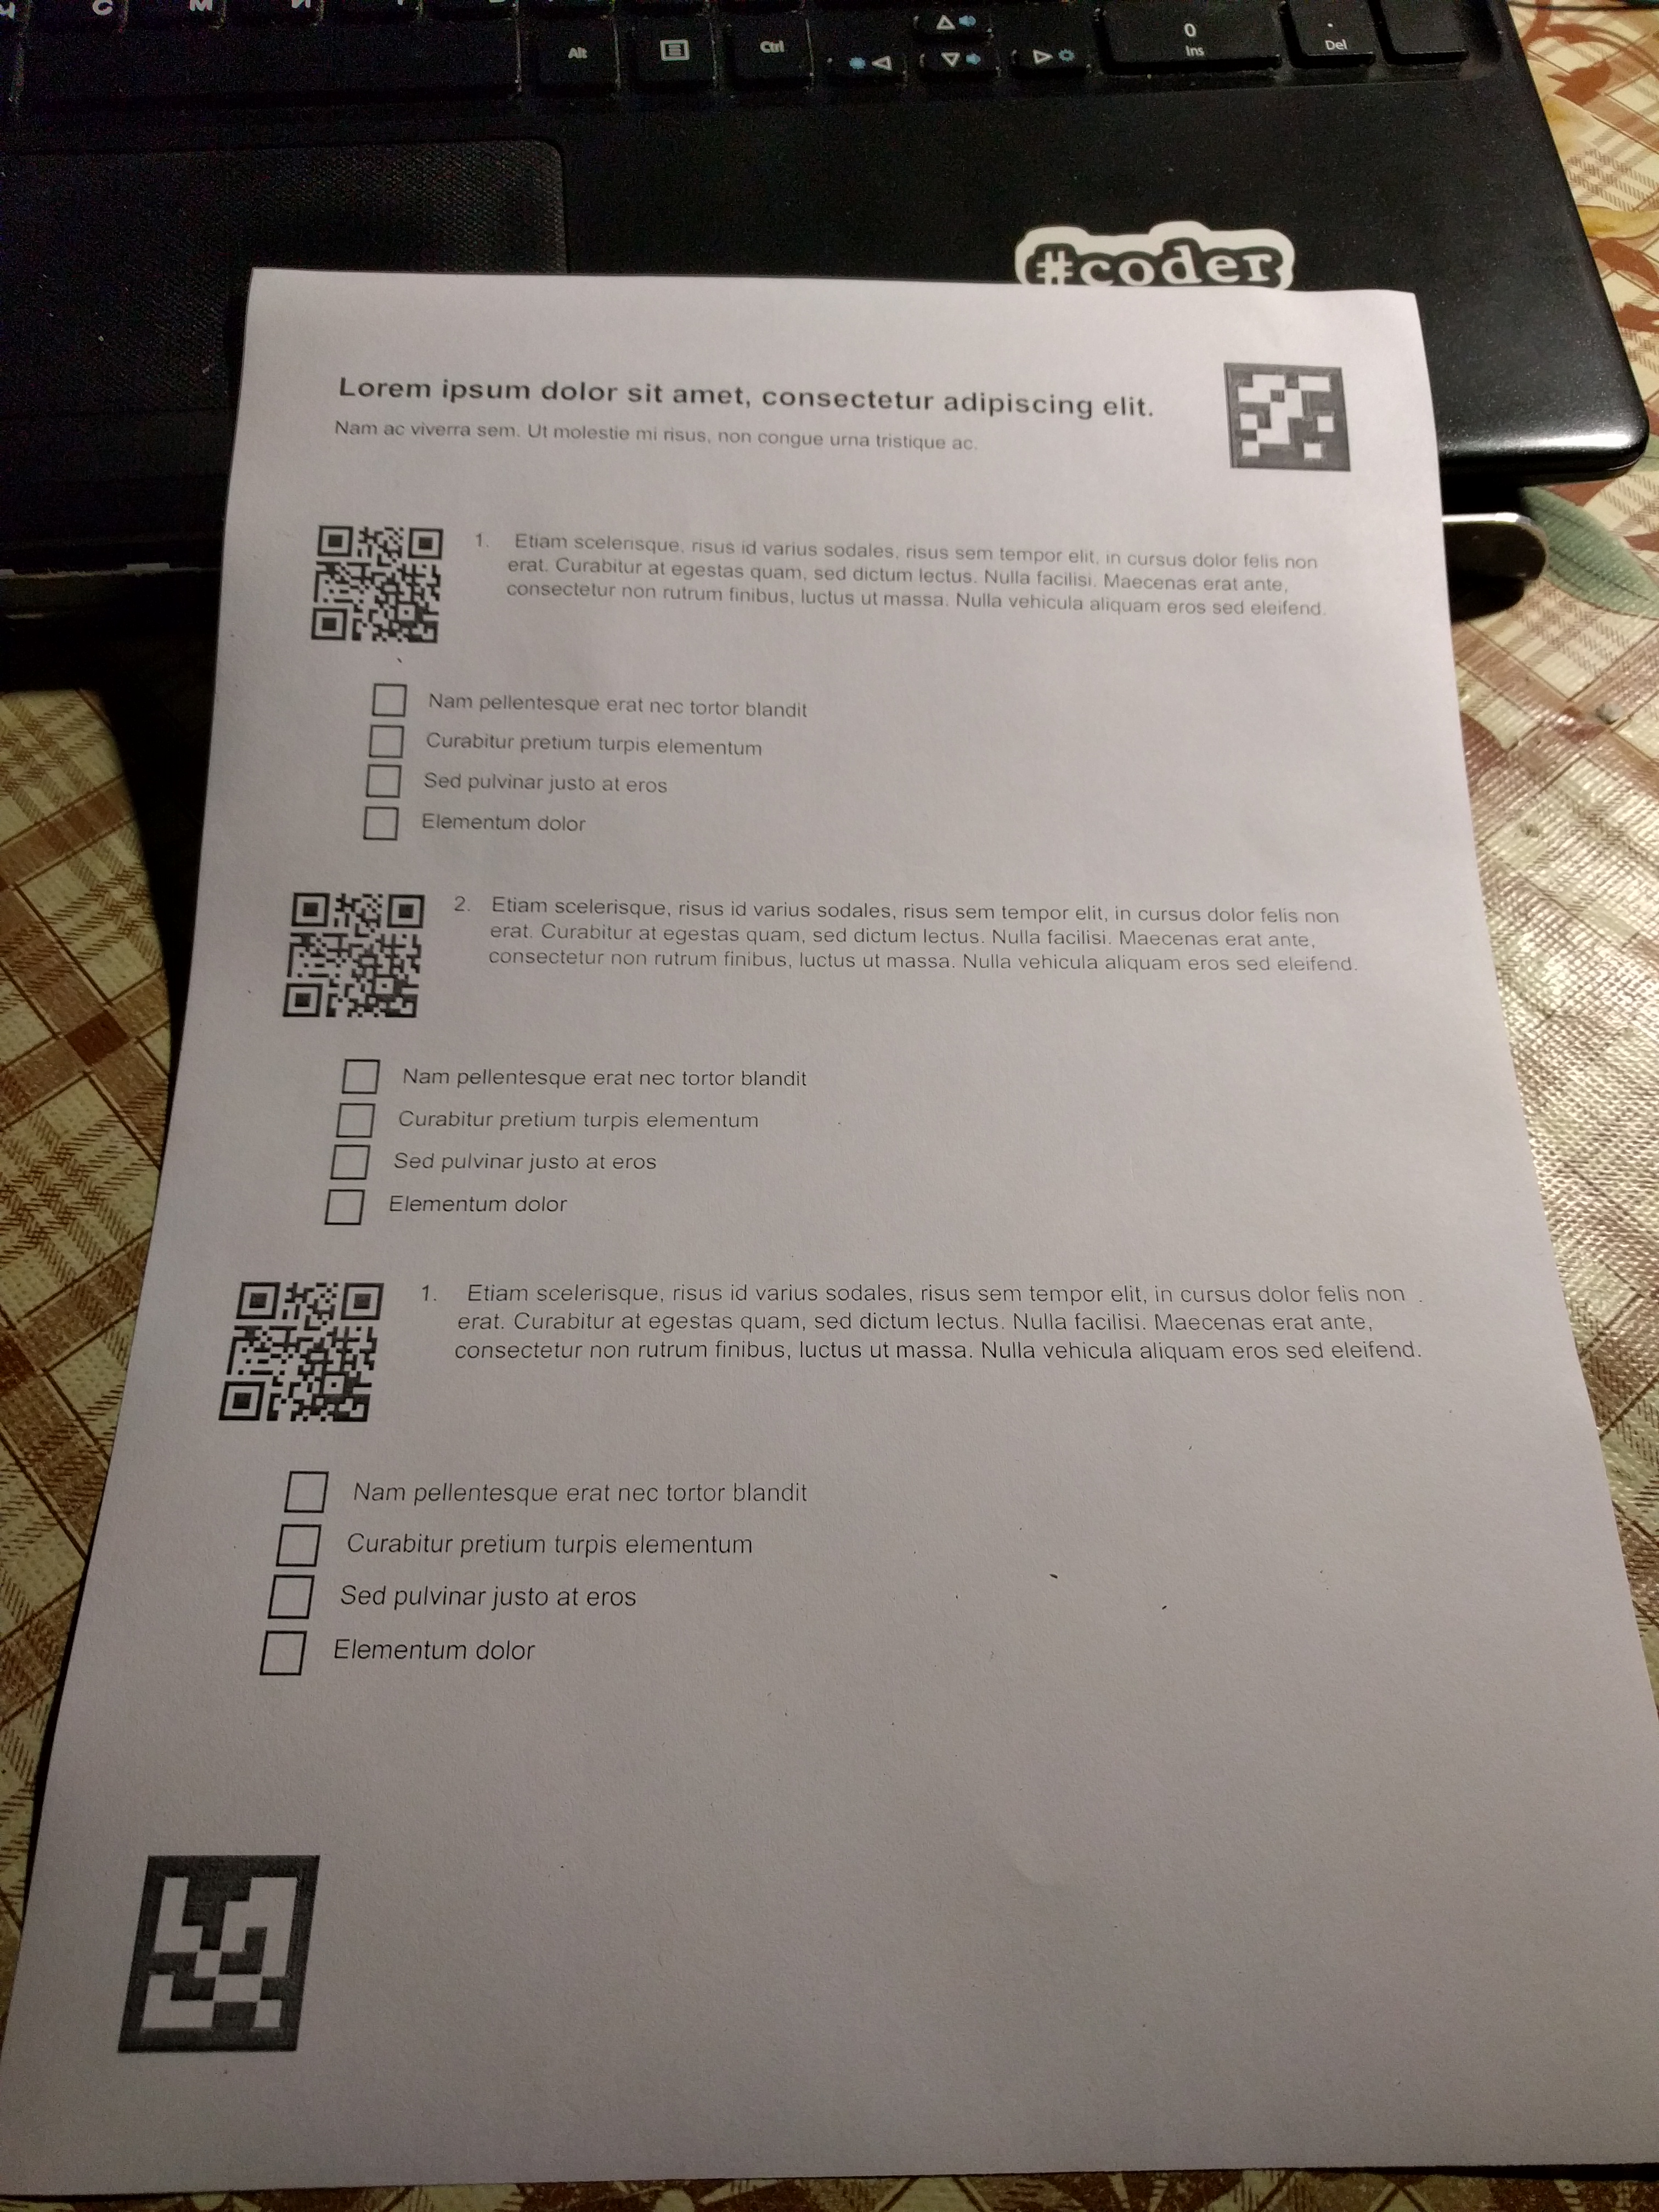 Alt
Ctrl
0
Ins
.
Del
#coder
Lorem ipsum dolor sit amet, consectetur adipiscing elit.
Nam ac viverra sem. Ut molestie mi risus, non congue urna tristique ac.
1. Etiam scelerisque, risus id varius sodales, risus sem tempor elit, in cursus dolor felis non
erat. Curabitur at egestas quam, sed dictum lectus. Nulla facilisi. Maecenas erat ante,
consectetur non rutrum finibus, luctus ut massa. Nulla vehicula aliquam eros sed eleifend.
Nam pellentesque erat nec tortor blandit
Curabitur pretium turpis elementum
Sed pulvinar justo at eros
Elementum dolor
2. Etiam scelerisque, risus id varius sodales, risus sem tempor elit, in cursus dolor felis non
erat. Curabitur at egestas quam, sed dictum lectus. Nulla facilisi. Maecenas erat ante,
consectetur non rutrum finibus, luctus ut massa. Nulla vehicula aliquam eros sed eleifend.
Nam pellentesque erat nec tortor blandit
Curabitur pretium turpis elementum
Sed pulvinar justo at eros
Elementum dolor
1. Etiam scelerisque, risus id varius sodales, risus sem tempor elit, in cursus dolor felis non
erat. Curabitur at egestas quam, sed dictum lectus. Nulla facilisi. Maecenas erat ante,
consectetur non rutrum finibus, luctus ut massa. Nulla vehicula aliquam eros sed eleifend.
Nam pellentesque erat nec tortor blandit
Curabitur pretium turpis elementum
Sed pulvinar justo at eros
Elementum dolor